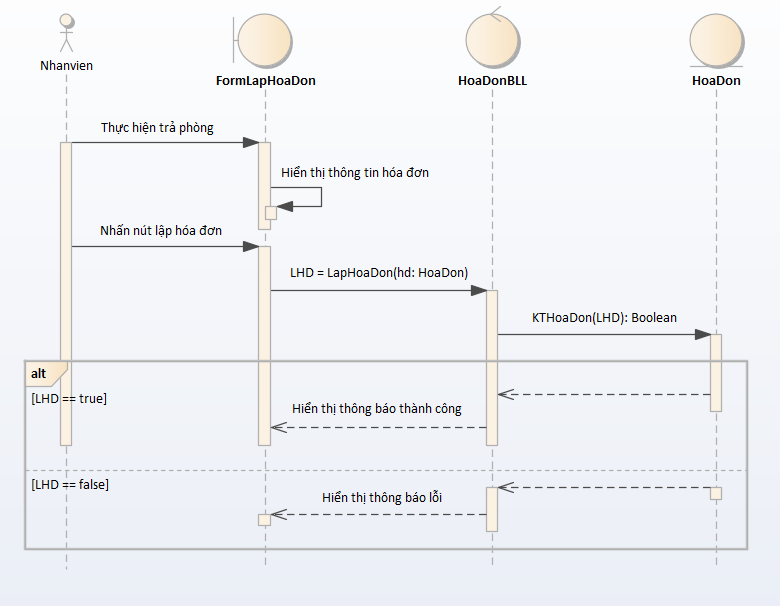 Nhanvien
FormLapHoaDon
HoaDonBLL
HoaDon
Thực hiện trả phòng
Hiển thị thông tin hóa đơn
Nhấn nút lập hóa đơn
LHD = LapHoaDon(hd: HoaDon)
KTHoaDon(LHD): Boolean
alt
[LHD == true]
Hiển thị thông báo thành công
[LHD == false]
Hiển thị thông báo lỗi